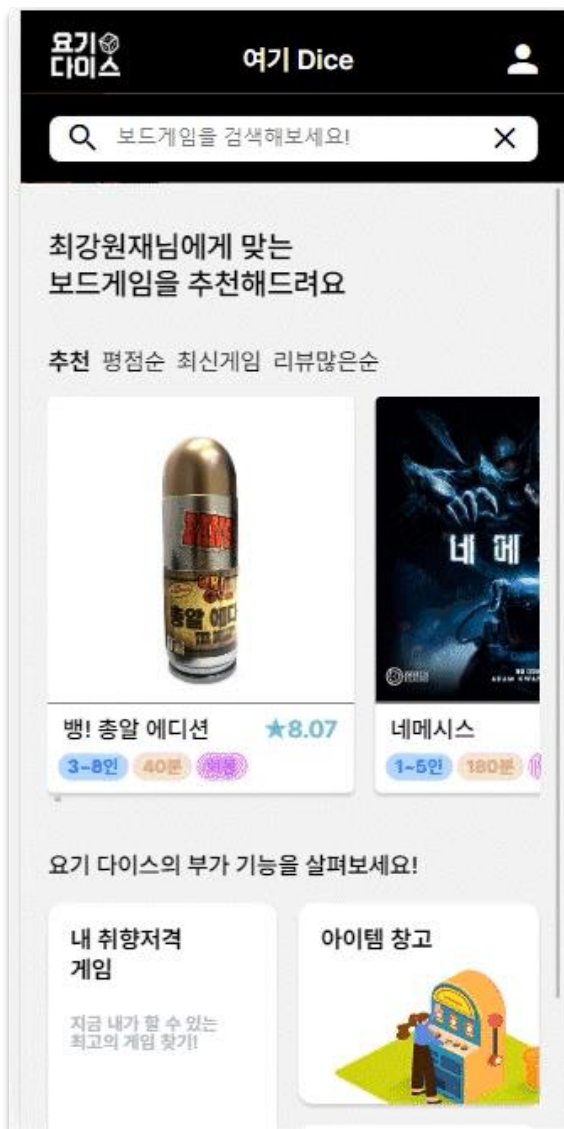 요기
다이스
여기 Dice
보드게임을 검색해보세요!
최강원재님에게 맞는
보드게임을 추천해드려요
추천 평점순 최신게임 리뷰많은순
BANG
총알 에디
네메
뱅! 총알 에디션 ★8.07
3~8인 40분
네메시스
1~5인 180분
요기 다이스의 부가 기능을 살펴보세요!
내 취향저격
게임
지금 내가 할 수 있는
최고의 게임 찾기!
아이템 창고